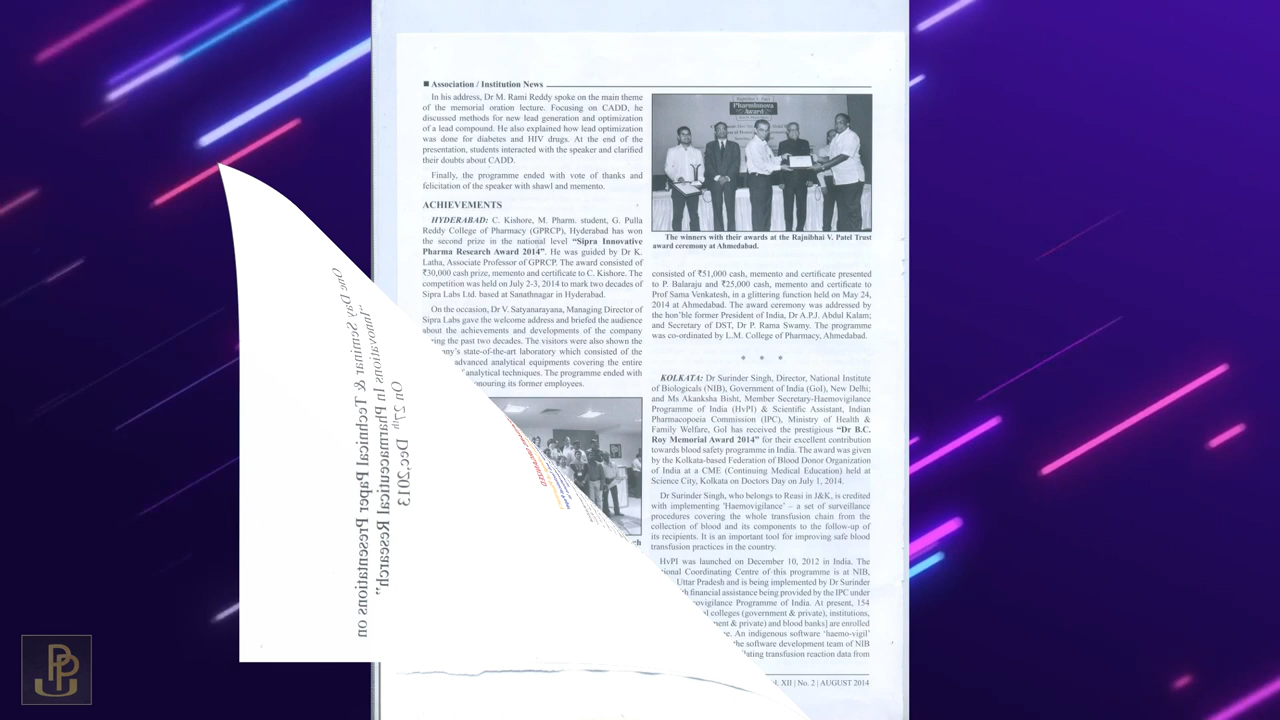 ■ Association / Institution News
In his address, Dr M. Rami Reddy spoke on the main theme
of the memorial oration lecture. Focusing on CADD, he
discussed methods for new lead generation and optimization
of a lead compound. He also explained how lead optimization
was done for diabetes and HIV drugs. At the end of the
presentation, students interacted with the speaker and clarified
their doubts about CADD.
Finally, the programme ended with vote of thanks and
felicitation of the speaker with shawl and memento.
ACHIEVEMENTS
HYDERABAD: C. Kishore, M. Pharm. student, G. Pulla
Reddy College of Pharmacy (GPRCP), Hyderabad has won
the second prize in the national level “Sipra Innovative
Pharma Research Award 2014”. He was guided by Dr K.
Latha, Associate Professor of GPRCP. The award consisted of
₹30,000 cash prize, memento and certificate to C. Kishore. The
competition was held on July 2-3, 2014 to mark two decades of
Sipra Labs Ltd. based at Sanathnagar in Hyderabad.
On the occasion, Dr V. Satyanarayana, Managing Director of
Sipra Labs gave the welcome address and briefed the audience
about the achievements and developments of the company
ring the past two decades. The visitors were also shown the
ny's state-of-the-art laboratory which consisted of the
advanced analytical equipments covering the entire
analytical techniques. The programme ended with
onouring its former employees.
Pharminnova
Award
The winners with their awards at the Rajnibhai V. Patel Trust
award ceremony at Ahmedabad.
consisted of ₹51,000 cash, memento and certificate presented
to P. Balaraju and ₹25,000 cash, memento and certificate to
Prof Sama Venkatesh, in a glittering function held on May 24,
2014 at Ahmedabad. The award ceremony was addressed by
the hon'ble former President of India, Dr A.P.J. Abdul Kalam;
and Secretary of DST, Dr P. Rama Swamy. The programme
was co-ordinated by L.M. College of Pharmacy, Ahmedabad.
* * *
KOLKATA: Dr Surinder Singh, Director, National Institute
of Biologicals (NIB), Government of India (GoI), New Delhi;
and Ms Akanksha Bisht, Member Secretary-Haemovigilance
Programme of India (HvPI) & Scientific Assistant, Indian
Pharmacopoeia Commission (IPC), Ministry of Health &
Family Welfare, GoI has received the prestigious “Dr B.C.
Roy Memorial Award 2014” for their excellent contribution
towards blood safety programme in India. The award was given
by the Kolkata-based Federation of Blood Donor Organization
of India at a CME (Continuing Medical Education) held at
Science City, Kolkata on Doctors Day on July 1, 2014.
Dr Surinder Singh, who belongs to Reasi in J&K, is credited
with implementing 'Haemovigilance' – a set of surveillance
procedures covering the whole transfusion chain from the
collection of blood and its components to the follow-up of
its recipients. It is an important tool for improving safe blood
transfusion practices in the country.
HvPI was launched on December 10, 2012 in India. The
ional Coordinating Centre of this programme is at NIB,
Uttar Pradesh and is being implemented by Dr Surinder
h financial assistance being provided by the IPC under
ovigilance Programme of India. At present, 154
l colleges (government & private), institutions,
ent & private) and blood banks] are enrolled
e. An indigenous software 'haemo-vigil'
the software development team of NIB
lating transfusion reaction data from
XII | No. 2 | AUGUST 2014
One Day Seminar & Technical Paper Presentations on
"Innovations in Pharmaceutical Research"
On 5th Dec'2013